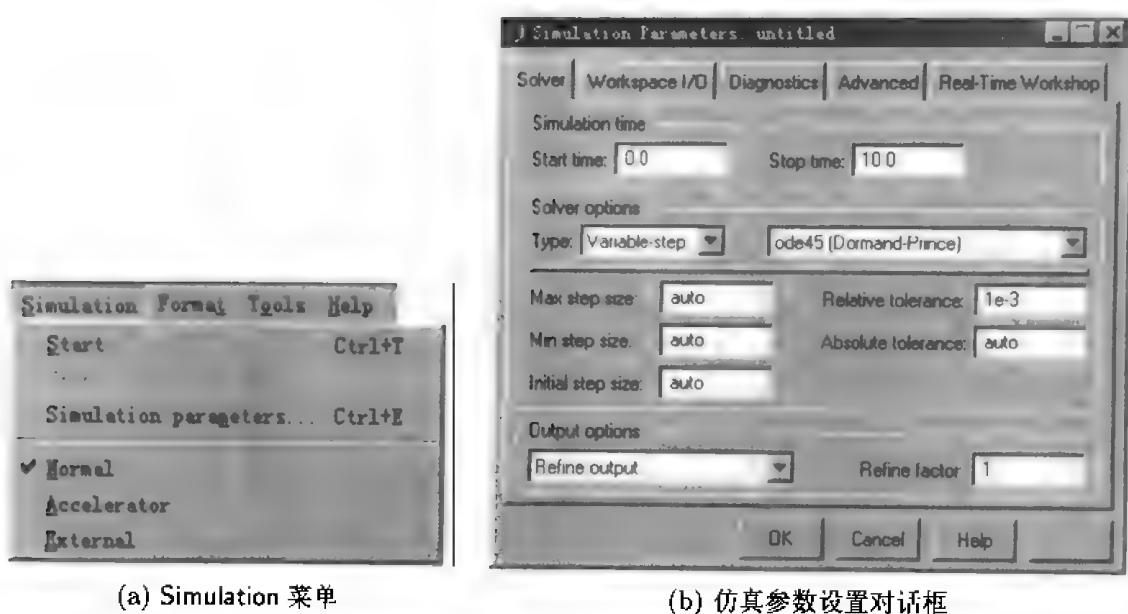 Simulation Format Tools Help
Start Ctrl+T
Simulation parameters... Ctrl+E
Normal
Accelerator
External
(a) Simulation 菜单
Simulation Parameters: untitled
Solver Workspace I/O Diagnostics Advanced Real-Time Workshop
Simulation time
Start time: 0.0 Stop time: 10.0
Solver options
Type: Variable-step ode45 (Dormand-Prince)
Max step size: auto Relative tolerance: 1e-3
Min step size: auto Absolute tolerance: auto
Initial step size: auto
Output options
Refine output Refine factor 1
OK Cancel Help
(b) 仿真参数设置对话框